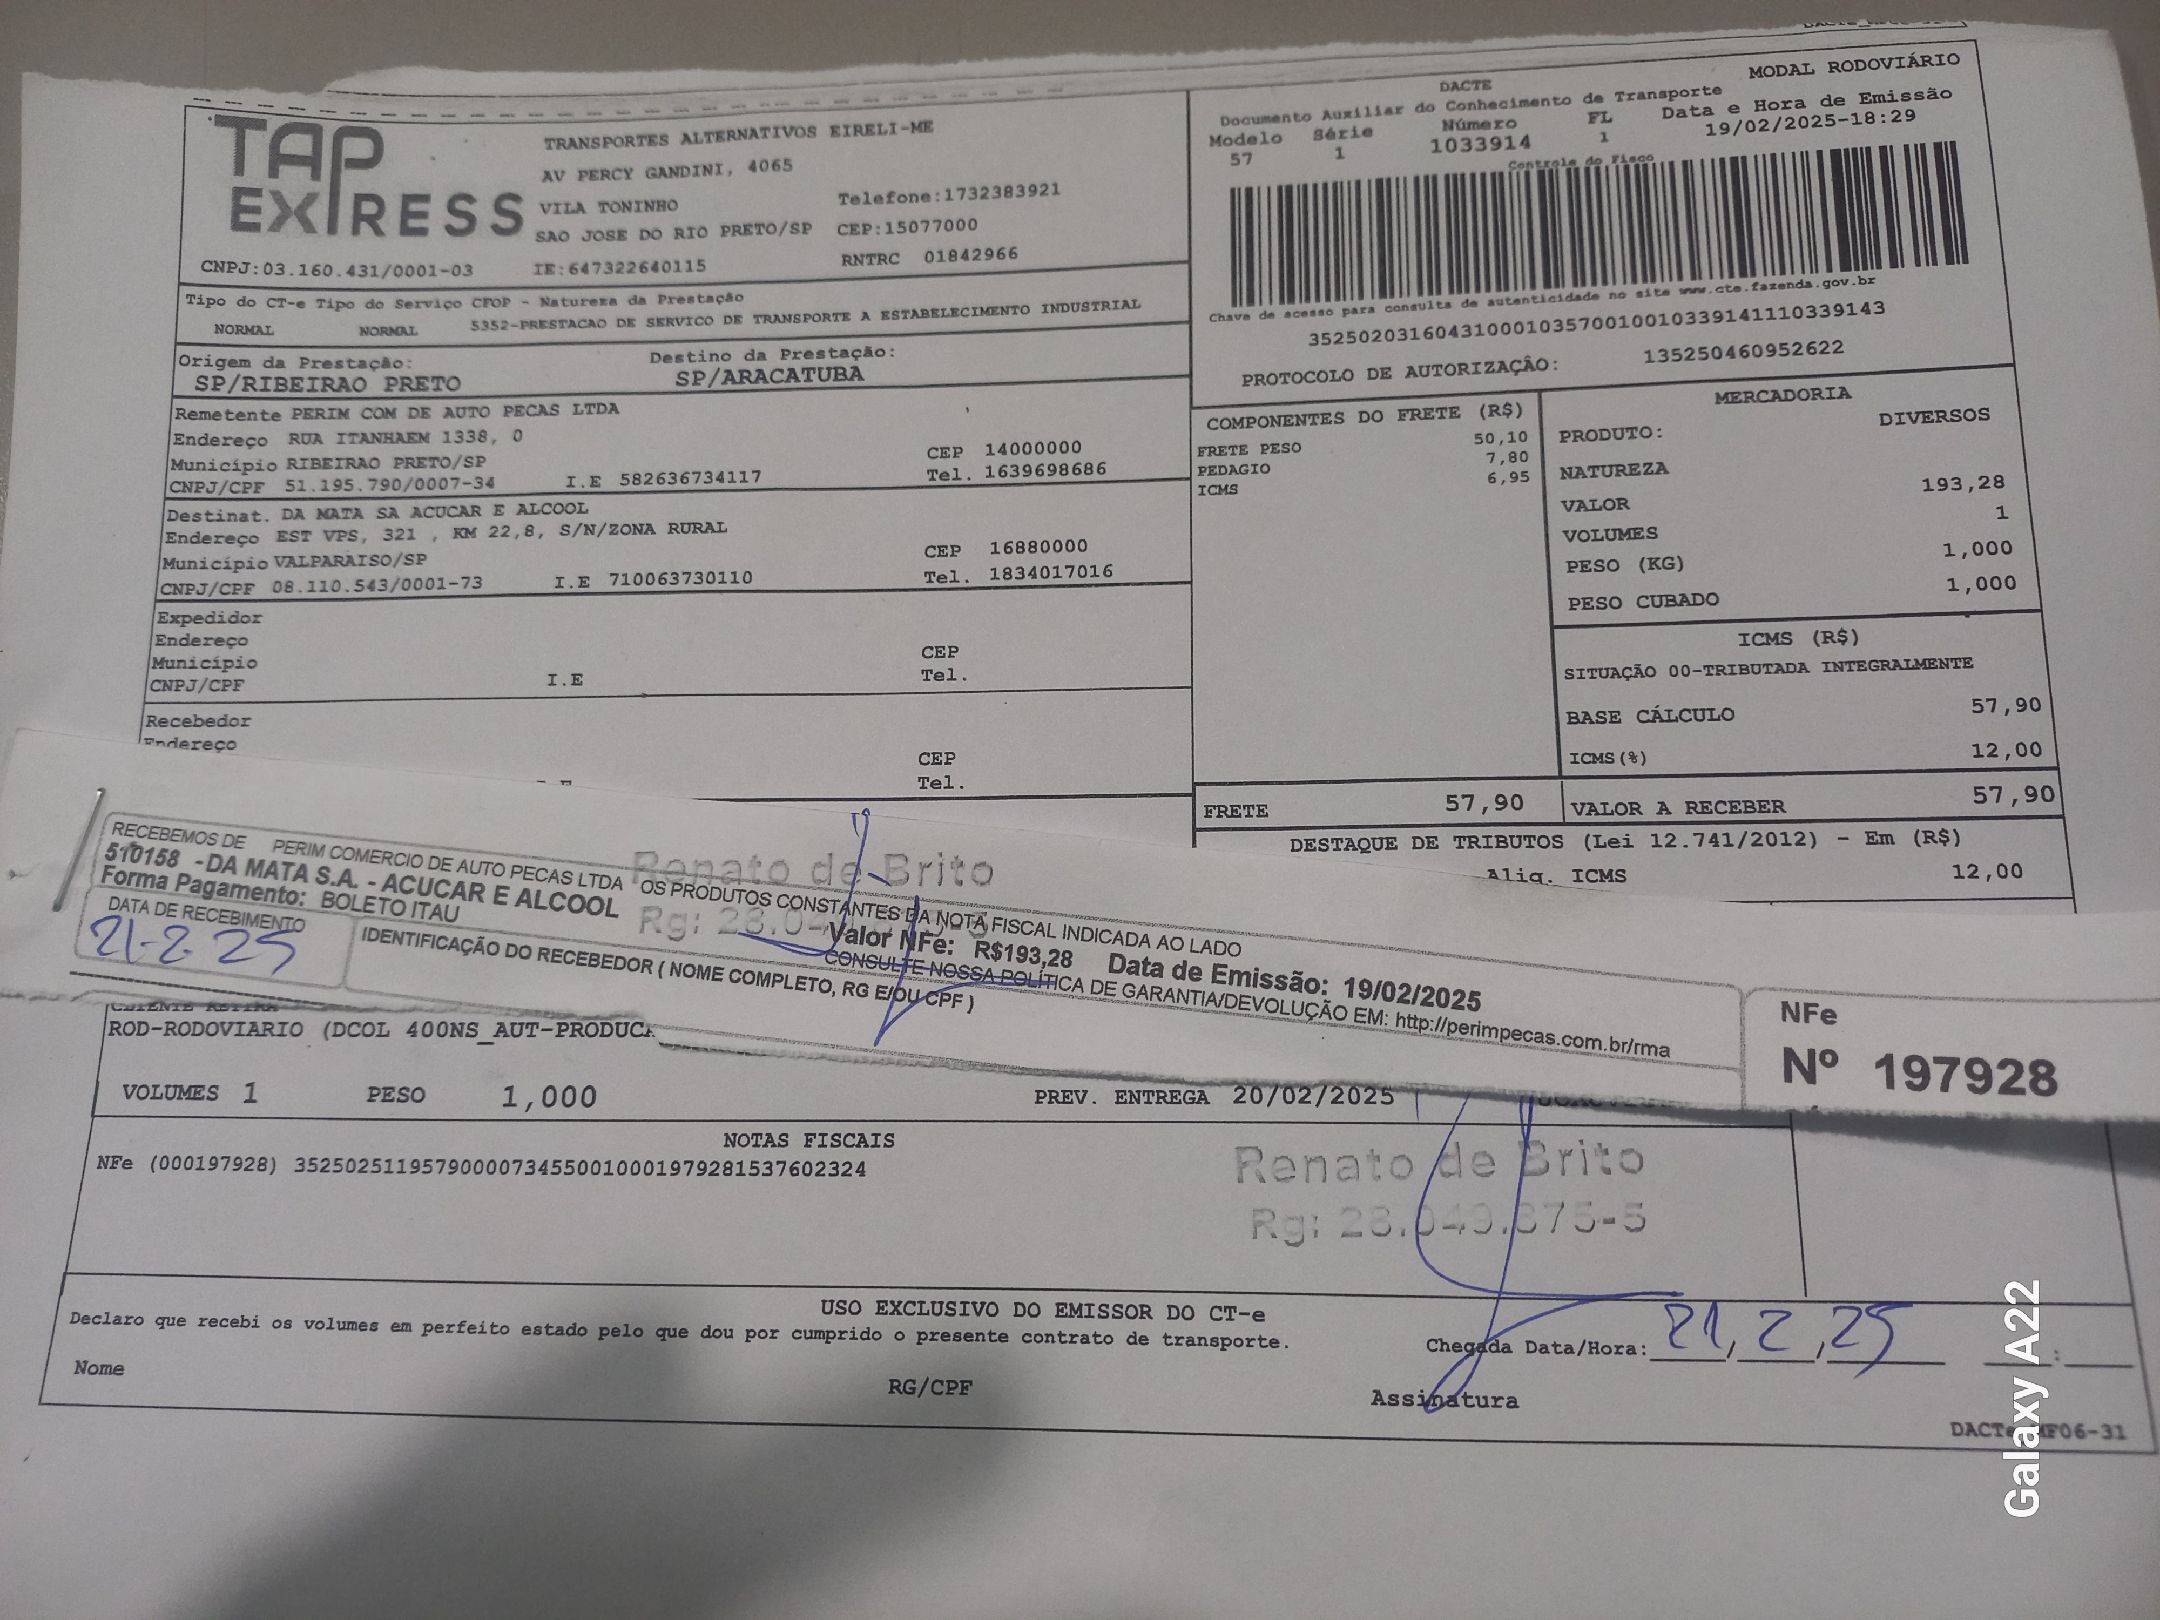 MODAL RODOVIÁRIO
TAP EXPRESS
TRANSPORTES ALTERNATIVOS EIRELI-ME
AV PERCY GANDINI, 4065
VILA TONINHO Telefone:1732383921
SAO JOSE DO RIO PRETO/SP CEP:15077000
CNPJ:03.160.431/0001-03 IE:647322640115 RNTRC 01842966
DACTE
Documento Auxiliar do Conhecimento de Transporte
Modelo Série Número FL Data e Hora de Emissão
57 1 1033914 1 19/02/2025-18:29
Controle do Fisco
Chave de acesso para consulta de autenticidade no site www.cte.fazenda.gov.br
35250203160431000103570010010339141110339143
PROTOCOLO DE AUTORIZAÇÃO: 135250460952622
Tipo do CT-e Tipo do Serviço CFOP - Natureza da Prestação
NORMAL NORMAL 5352-PRESTACAO DE SERVICO DE TRANSPORTE A ESTABELECIMENTO INDUSTRIAL
Origem da Prestação: Destino da Prestação:
SP/RIBEIRAO PRETO SP/ARACATUBA
Remetente PERIM COM DE AUTO PECAS LTDA
Endereço RUA ITANHAEM 1338, 0
Município RIBEIRAO PRETO/SP CEP 14000000
CNPJ/CPF 51.195.790/0007-34 I.E 582636734117 Tel. 1639698686
Destinat. DA MATA SA ACUCAR E ALCOOL
Endereço EST VPS, 321 , KM 22,8, S/N/ZONA RURAL
Município VALPARAISO/SP CEP 16880000
CNPJ/CPF 08.110.543/0001-73 I.E 710063730110 Tel. 1834017016
Expedidor
Endereço
Município CEP
CNPJ/CPF I.E Tel.
Recebedor
Endereço
CEP
Tel.
COMPONENTES DO FRETE (R$)
FRETE PESO 50,10
PEDAGIO 7,80
ICMS 6,95
MERCADORIA
PRODUTO: DIVERSOS
NATUREZA
VALOR 193,28
VOLUMES 1
PESO (KG) 1,000
PESO CUBADO 1,000
ICMS (R$)
SITUAÇÃO 00-TRIBUTADA INTEGRALMENTE
BASE CÁLCULO 57,90
ICMS(%) 12,00
FRETE 57,90 VALOR A RECEBER 57,90
DESTAQUE DE TRIBUTOS (Lei 12.741/2012) - Em (R$)
Aliq. ICMS 12,00
RECEBEMOS DE PERIM COMERCIO DE AUTO PECAS LTDA OS PRODUTOS CONSTANTES DA NOTA FISCAL INDICADA AO LADO
510158 -DA MATA S.A. - ACUCAR E ALCOOL Valor NFe: R$193,28 Data de Emissão: 19/02/2025
Forma Pagamento: BOLETO ITAU CONSULTE NOSSA POLÍTICA DE GARANTIA/DEVOLUÇÃO EM: http://perimpecas.com.br/rma
Renato de Brito
DATA DE RECEBIMENTO
21-2-25
IDENTIFICAÇÃO DO RECEBEDOR ( NOME COMPLETO, RG E/OU CPF )
NFe
Nº 197928
CLIENTE RETIRA
ROD-RODOVIARIO (DCOL 400NS_AUT-PRODUCA
VOLUMES 1 PESO 1,000 PREV. ENTREGA 20/02/2025
NOTAS FISCAIS
NFe (000197928) 35250251195790000734550010001979281537602324
Renato de Brito
Rg: 28.049.875-5
USO EXCLUSIVO DO EMISSOR DO CT-e
Declaro que recebi os volumes em perfeito estado pelo que dou por cumprido o presente contrato de transporte.
Chegada Data/Hora: 21, 2, 25 :
Nome RG/CPF Assinatura
F06-31
Galaxy A22